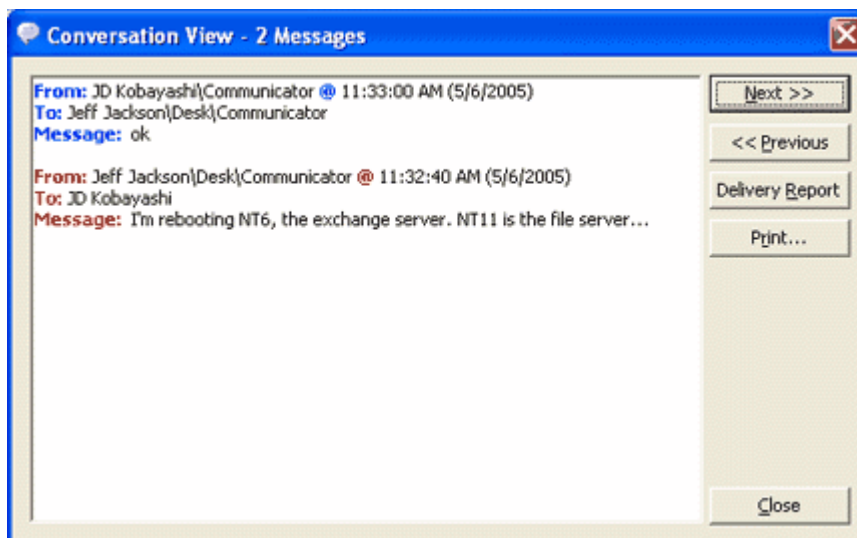 Conversation View - 2 Messages
From: JD Kobayashi\Communicator @ 11:33:00 AM (5/6/2005)
To: Jeff Jackson\Desk\Communicator
Message: ok
From: Jeff Jackson\Desk\Communicator @ 11:32:40 AM (5/6/2005)
To: JD Kobayashi
Message: I'm rebooting NT6, the exchange server. NT11 is the file server...
Next >>
<< Previous
Delivery Report
Print...
Close